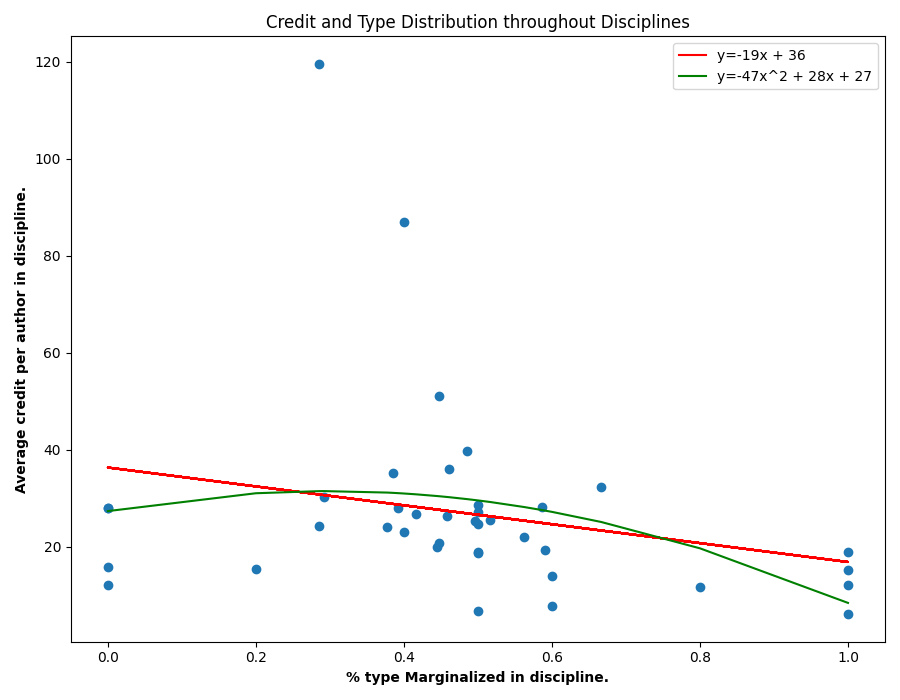 Credit and Type Distribution throughout Disciplines
y=-19x + 36
y=-47x^2 + 28x + 27
Average credit per author in discipline.
120
100
80
60
40
20
0.0 0.2 0.4 0.6 0.8 1.0
% type Marginalized in discipline.